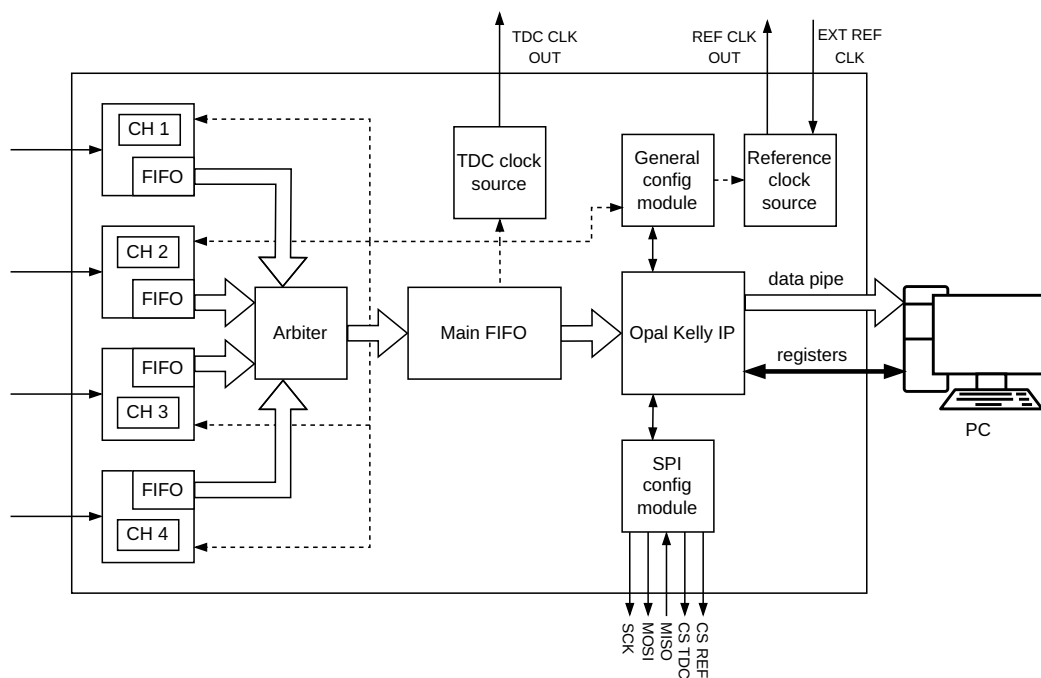 TDC CLK
OUT
REF CLK
OUT
EXT REF
CLK
CH 1
FIFO
TDC clock
source
General
config
module
Reference
clock
source
CH 2
FIFO
Arbiter
Main FIFO
Opal Kelly IP
data pipe
registers
PC
FIFO
CH 3
FIFO
CH 4
SPI
config
module
SCK
MOSI
MISO
CS TDC
CS REF